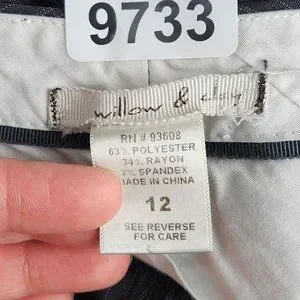 9733
willow & clay
RN # 93608
63% POLYESTER
34% RAYON
3% SPANDEX
MADE IN CHINA
12
SEE REVERSE
FOR CARE